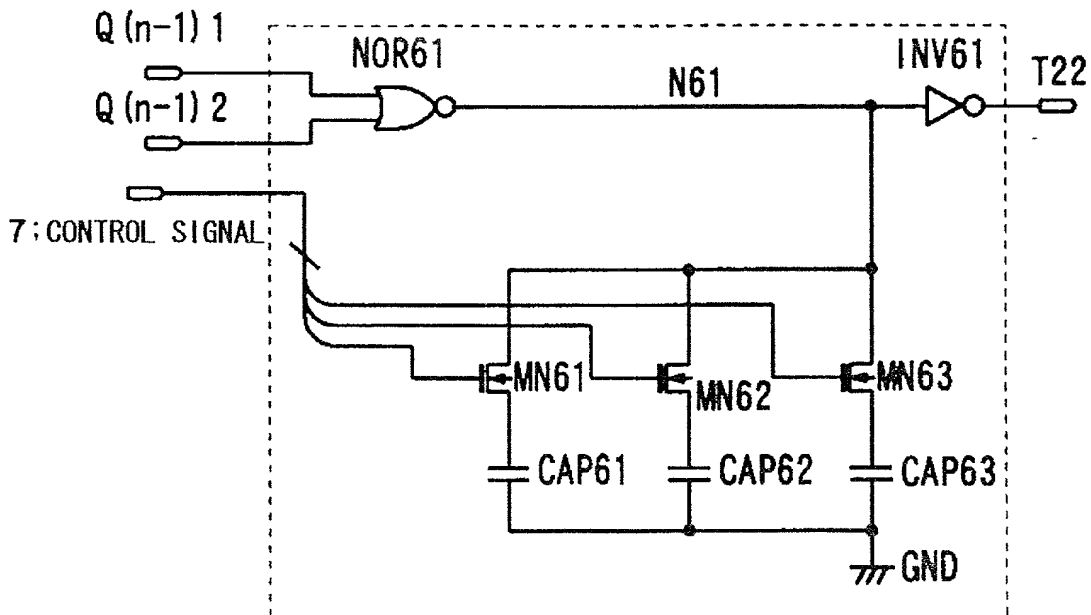 Q(n-1)1
NOR61
N61
INV61
T22
Q(n-1)2
7;CONTROL SIGNAL
MN61
MN62
MN63
CAP61
CAP62
CAP63
GND